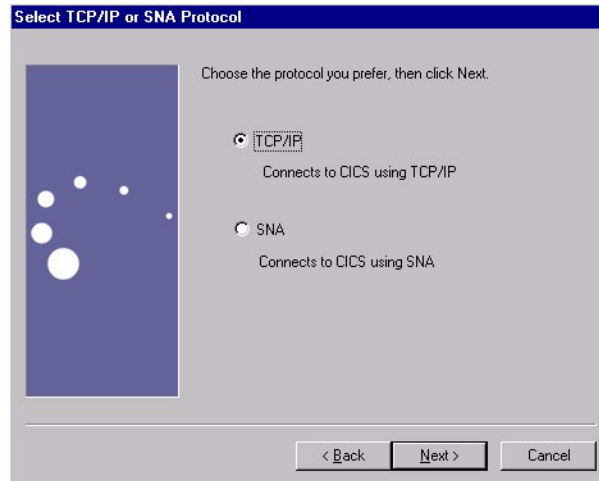 Select TCP/IP or SNA Protocol
Choose the protocol you prefer, then click Next.
TCP/IP
Connects to CICS using TCP/IP
SNA
Connects to CICS using SNA
< Back Next > Cancel